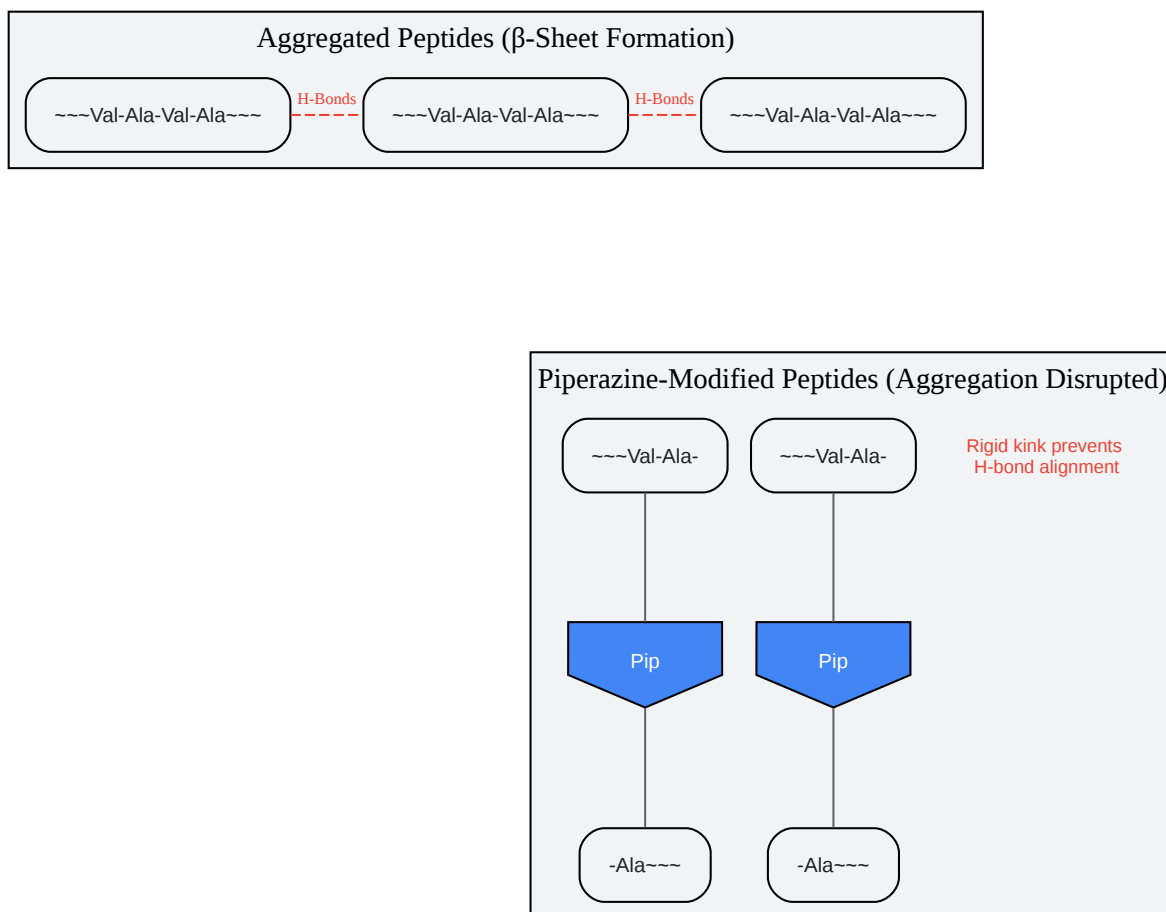 Aggregated Peptides (β-Sheet Formation)
~~~Val-Ala-Val-Ala~~~
H-Bonds
~~~Val-Ala-Val-Ala~~~
H-Bonds
~~~Val-Ala-Val-Ala~~~
Piperazine-Modified Peptides (Aggregation Disrupted)
~~~Val-Ala-
~~~Val-Ala-
Rigid kink prevents
H-bond alignment
Pip
Pip
-Ala~~~
-Ala~~~